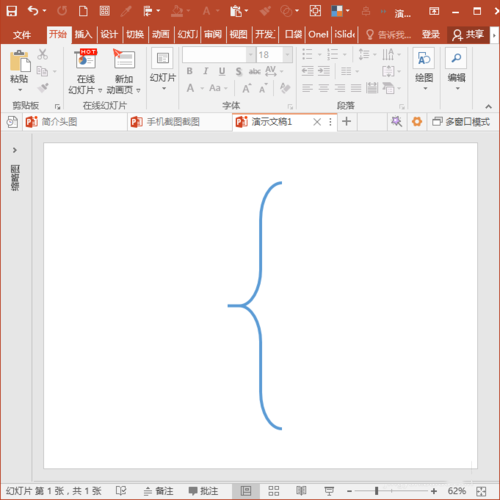 演...
文件 开始 插入 设计 切换 动画 幻灯片 审阅 视图 开发 口袋 OneI iSlide 告诉我... 登录 共享
18
粘贴
在线
幻灯片
HOT
新加
动画页
幻灯片
B I U S abc AV
A Aa A A
绘图
编辑
剪贴板 在线幻灯片 字体 段落
简介头图 手机截图截图 演示文稿1 多窗口模式
缩略图
幻灯片 第 1 张，共 1 张 备注 批注 62%